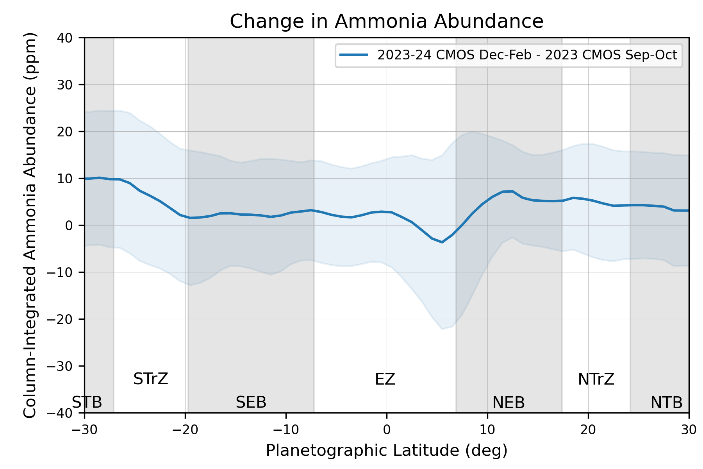 Change in Ammonia Abundance
2023-24 CMOS Dec-Feb - 2023 CMOS Sep-Oct
Column-Integrated Ammonia Abundance (ppm)
40
30
20
10
0
−10
−20
−30
−40
STrZ EZ NTrZ
STB SEB NEB NTB
−30 −20 −10 0 10 20 30
Planetographic Latitude (deg)